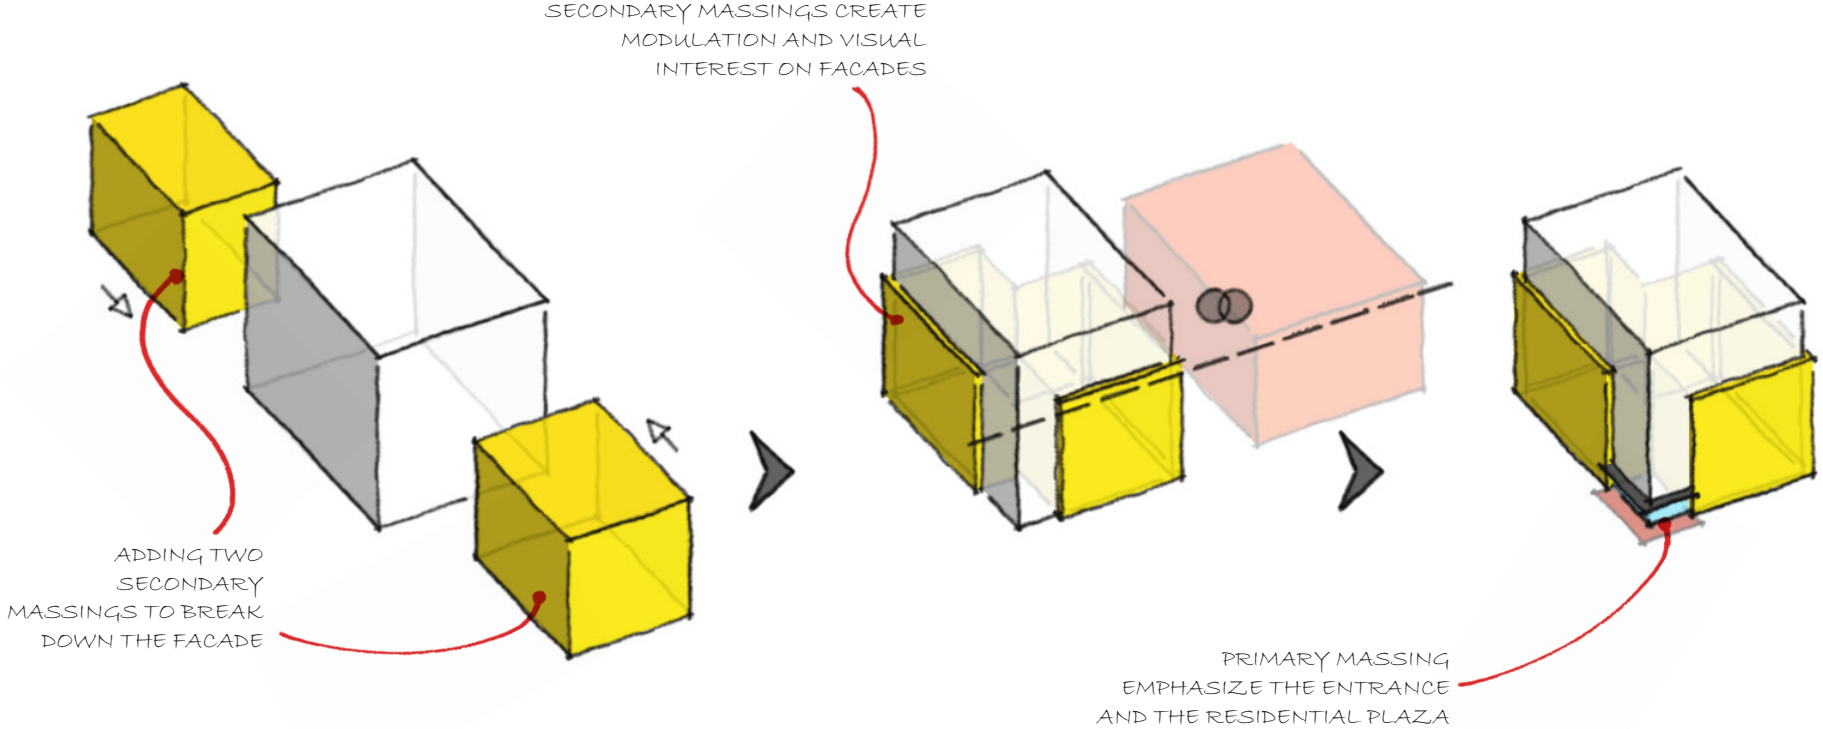 SECONDARY MASSINGS CREATE
MODULATION AND VISUAL
INTEREST ON FACADES
ADDING TWO
SECONDARY
MASSINGS TO BREAK
DOWN THE FACADE
PRIMARY MASSING
EMPHASIZE THE ENTRANCE
AND THE RESIDENTIAL PLAZA